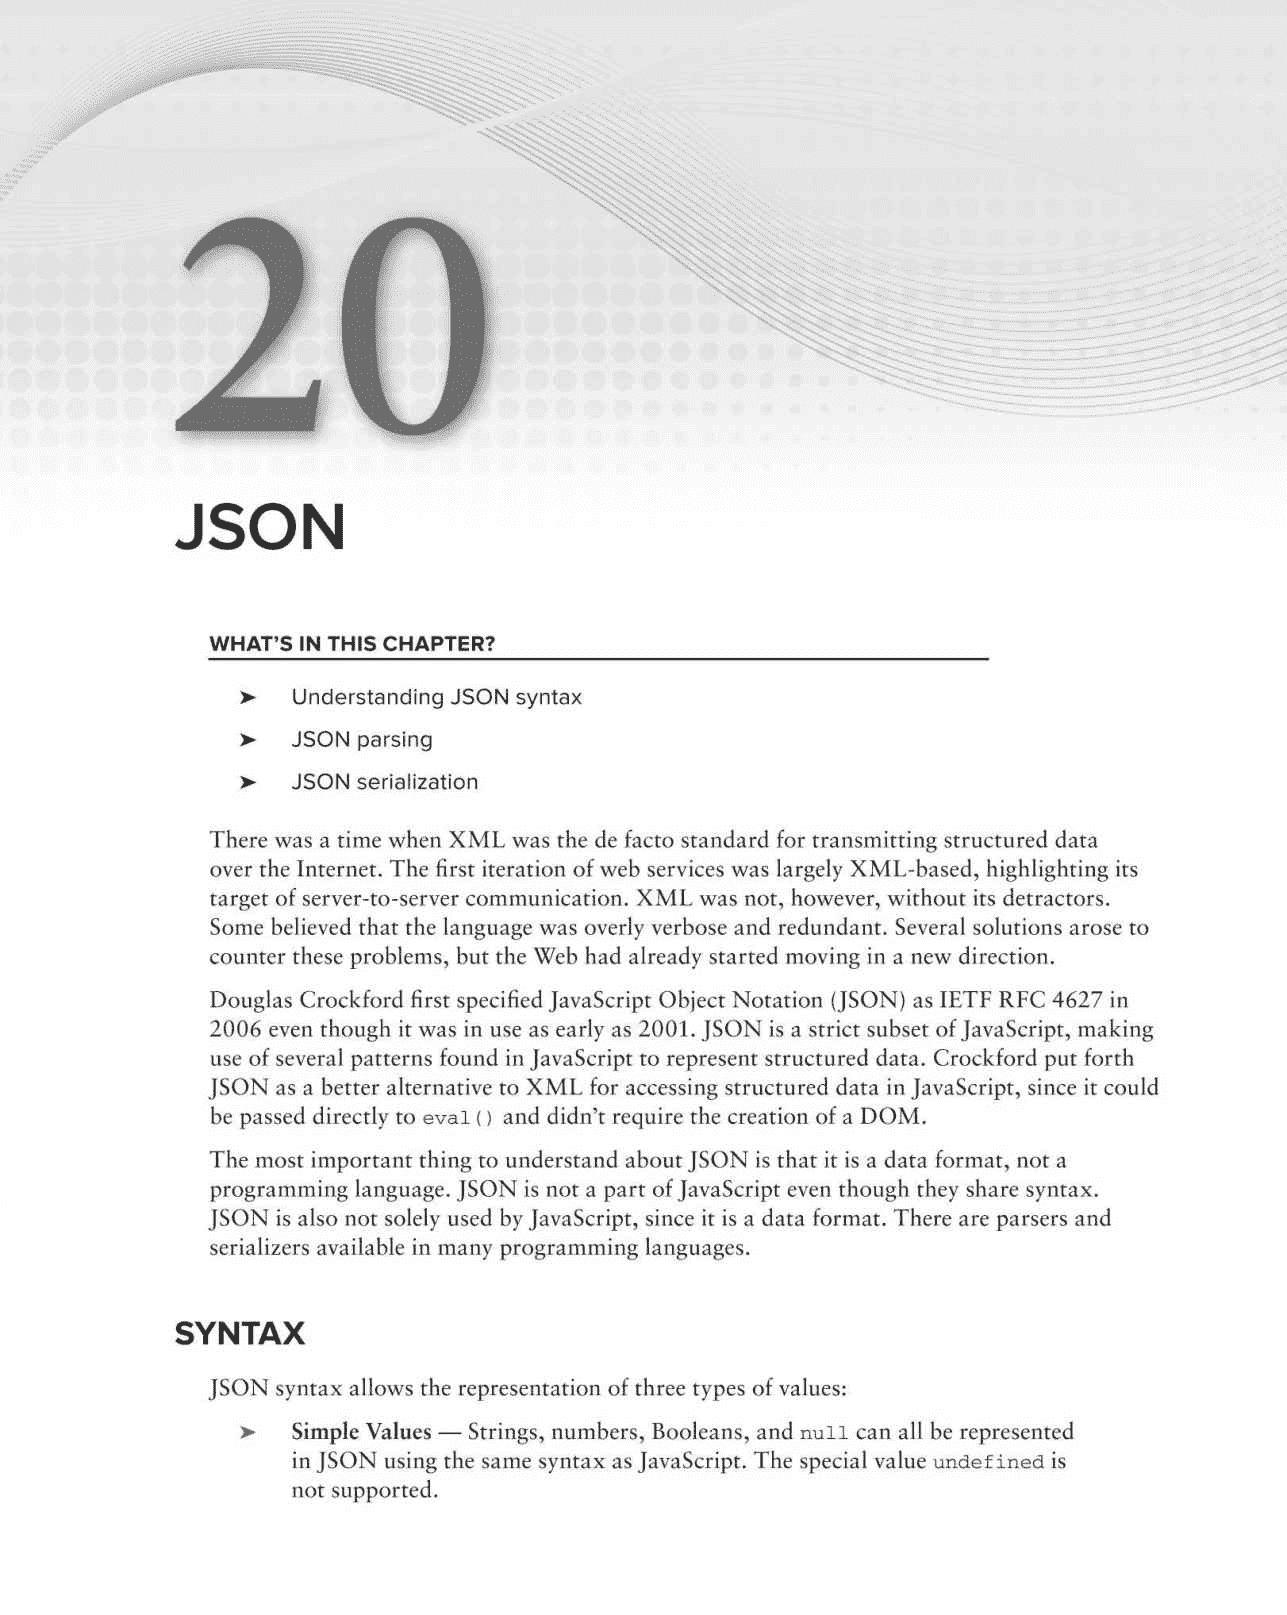 20
JSON
WHAT'S IN THIS CHAPTER?
➤ Understanding JSON syntax
➤ JSON parsing
➤ JSON serialization
There was a time when XML was the de facto standard for transmitting structured data
over the Internet. The first iteration of web services was largely XML-based, highlighting its
target of server-to-server communication. XML was not, however, without its detractors.
Some believed that the language was overly verbose and redundant. Several solutions arose to
counter these problems, but the Web had already started moving in a new direction.
Douglas Crockford first specified JavaScript Object Notation (JSON) as IETF RFC 4627 in
2006 even though it was in use as early as 2001. JSON is a strict subset of JavaScript, making
use of several patterns found in JavaScript to represent structured data. Crockford put forth
JSON as a better alternative to XML for accessing structured data in JavaScript, since it could
be passed directly to eval() and didn't require the creation of a DOM.
The most important thing to understand about JSON is that it is a data format, not a
programming language. JSON is not a part of JavaScript even though they share syntax.
JSON is also not solely used by JavaScript, since it is a data format. There are parsers and
serializers available in many programming languages.
SYNTAX
JSON syntax allows the representation of three types of values:
➤ Simple Values — Strings, numbers, Booleans, and null can all be represented
in JSON using the same syntax as JavaScript. The special value undefined is
not supported.